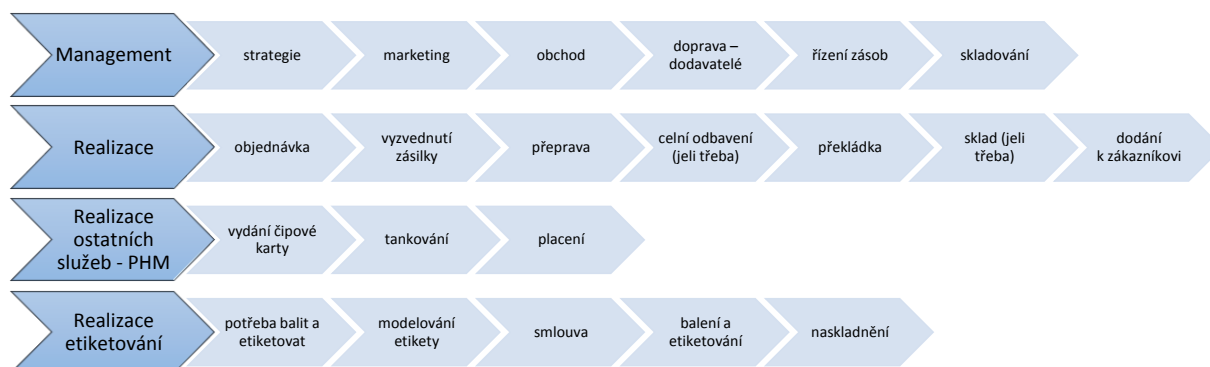 Management
strategie
marketing
obchod
doprava –
dodavatelé
řízení zásob
skladování
Realizace
objednávka
vyzvednutí
zásilky
přeprava
celní odbavení
(jeli třeba)
překládka
sklad (jeli
třeba)
dodání
k zákazníkovi
Realizace
ostatních
služeb - PHM
vydání čipové
karty
tankování
placení
Realizace
etiketování
potřeba balit a
etiketovat
modelování
etikety
smlouva
balení a
etiketování
naskladnění